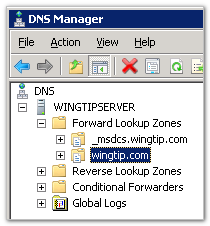 DNS Manager
File Action View Help
DNS
WINGTIPSERVER
Forward Lookup Zones
_msdcs.wingtip.com
wingtip.com
Reverse Lookup Zones
Conditional Forwarders
Global Logs